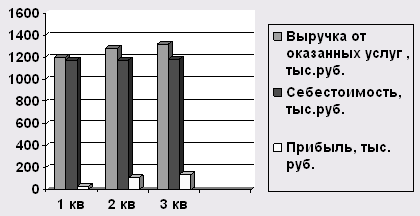 1600
1400
1200
1000
800
600
400
200
0
1 кв 2 кв 3 кв
Выручка от
оказанных услуг ,
тыс.руб.
Себестоимость,
тыс.руб.
Прибыль, тыс.
руб.